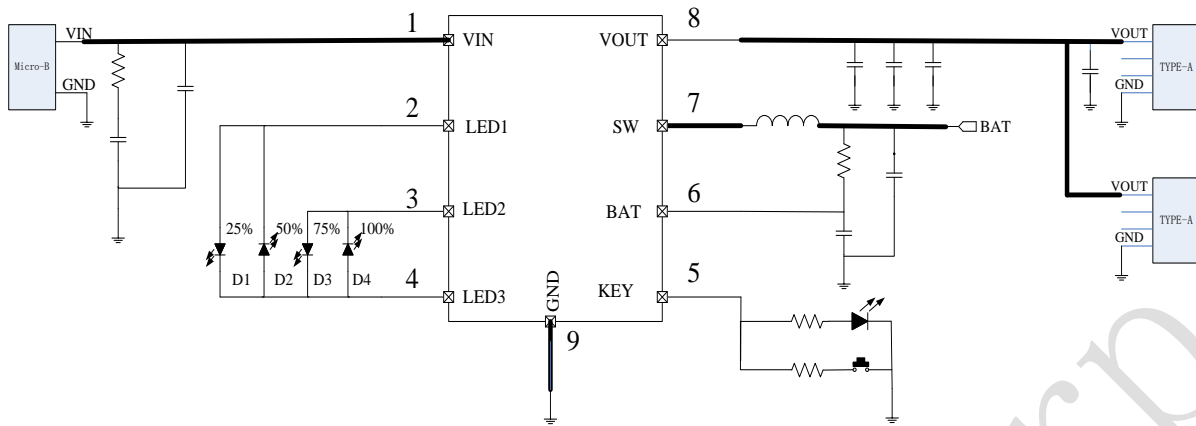 1
8
VIN
VIN
VOUT
VOUT
Micro-B
TYPE-A
GND
GND
2
7
LED1
SW
BAT
3
6
LED2
BAT
VOUT
TYPE-A
25%
50%
75%
100%
GND
D1
D2
D3
D4
4
5
LED3
KEY
GND
9